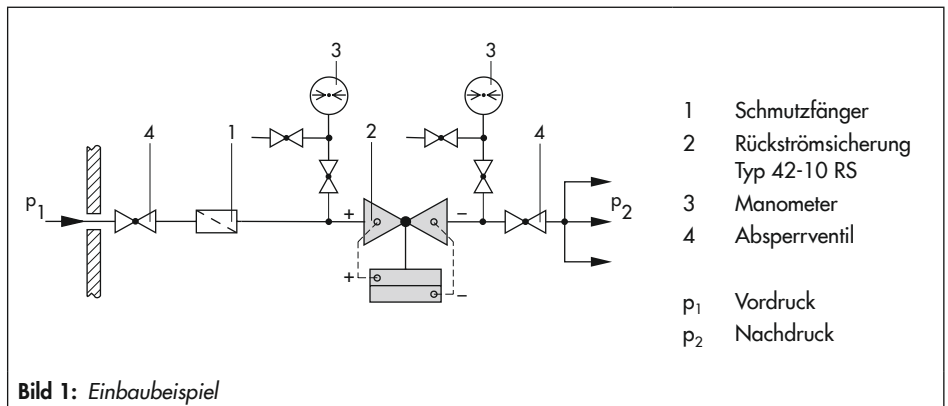 3 3
4 1 2 4
p1 + – p2
+ –
1 Schmutzfänger
2 Rückströmsicherung
Typ 42-10 RS
3 Manometer
4 Absperrventil
p1 Vordruck
p2 Nachdruck
Bild 1: Einbaubeispiel